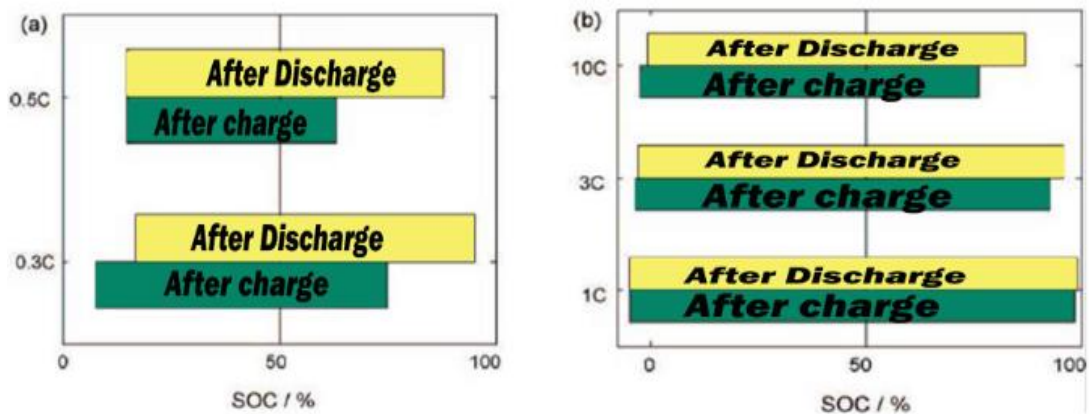 (a)
After Discharge
0.5C
After charge
After Discharge
0.3C
After charge
0 50 100
SOC / %
(b)
After Discharge
10C
After charge
After Discharge
3C
After charge
After Discharge
1C
After charge
0 50 100
SOC / %